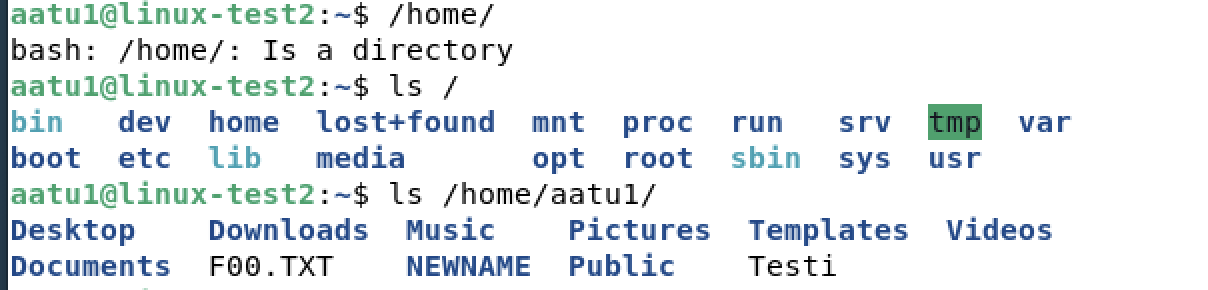 aatu1@linux-test2:~$ /home/
bash: /home/: Is a directory
aatu1@linux-test2:~$ ls /
bin   dev  home  lost+found  mnt  proc  run   srv  tmp  var
boot  etc  lib   media       opt  root  sbin  sys  usr
aatu1@linux-test2:~$ ls /home/aatu1/
Desktop    Downloads  Music    Pictures  Templates  Videos
Documents  F00.TXT    NEWNAME  Public    Testi